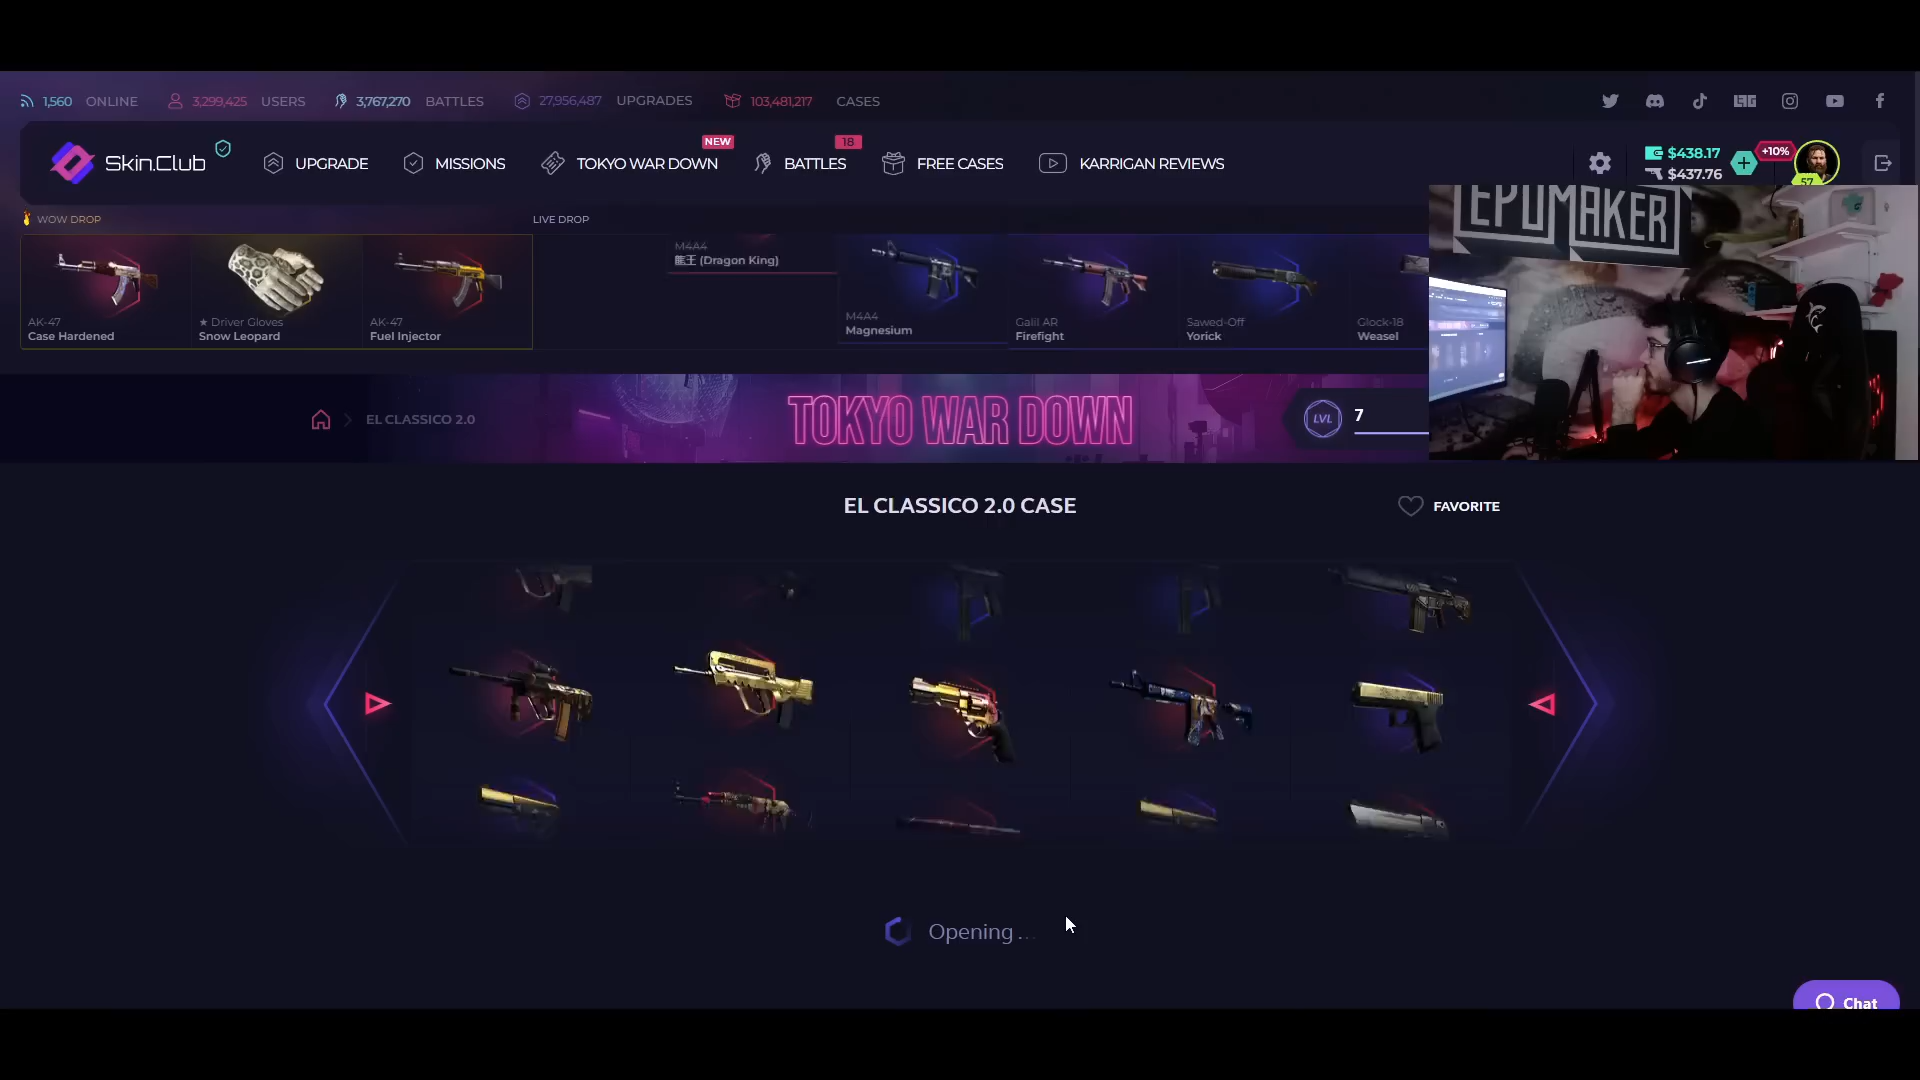 1,560 ONLINE 3,299,425 USERS 3,767,270 BATTLES 27,956,487 UPGRADES 103,481,217 CASES
Skin.Club UPGRADE MISSIONS TOKYO WAR DOWN NEW BATTLES 18 FREE CASES KARRIGAN REVIEWS
$438.17 +10%
$437.76 57
WOW DROP LIVE DROP
EPOMAKER
M4A4
龍王 (Dragon King)
AK-47
Case Hardened
★ Driver Gloves
Snow Leopard
AK-47
Fuel Injector
M4A4
Magnesium
Galil AR
Firefight
Sawed-Off
Yorick
Glock-18
Weasel
EL CLASSICO 2.0
TOKYO WAR DOWN
LVL 7
EL CLASSICO 2.0 CASE
FAVORITE
Opening ...
Chat